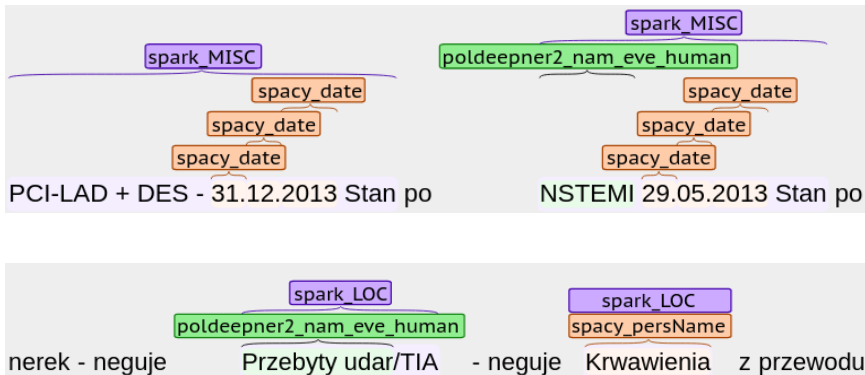 spark_MISC
spark_MISC poldeepner2_nam_eve_human
spacy_date spacy_date
spacy_date spacy_date
spacy_date spacy_date
PCI-LAD + DES - 31.12.2013 Stan po NSTEMI 29.05.2013 Stan po
spark_LOC spark_LOC
poldeepner2_nam_eve_human spacy_persName
nerek - neguje Przebyty udar/TIA - neguje Krwawienia z przewodu